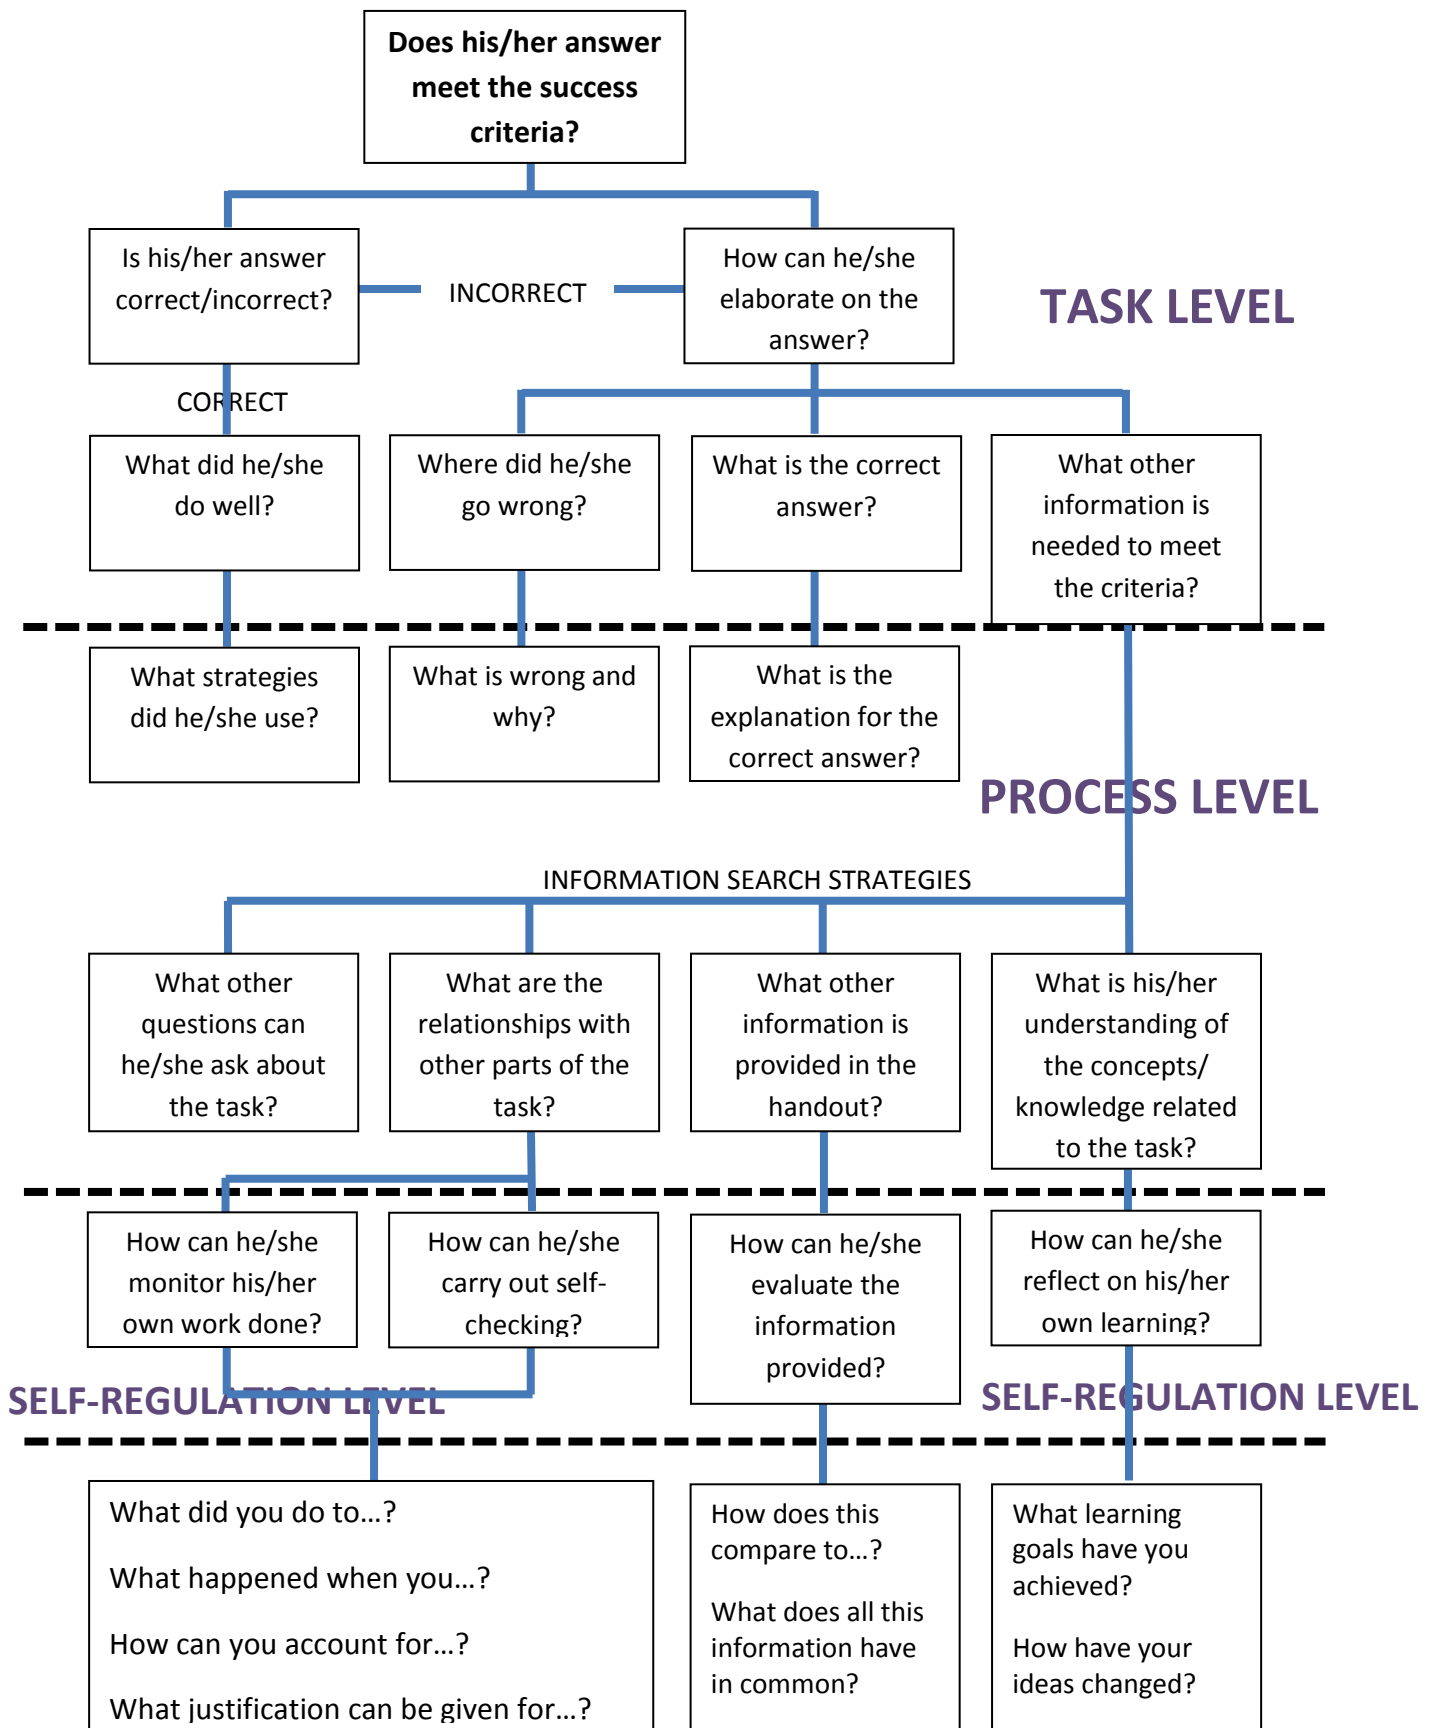 Does his/her answer
meet the success
criteria?
Is his/her answer
correct/incorrect?
INCORRECT
How can he/she
elaborate on the
answer?
TASK LEVEL
CORRECT
What did he/she
do well?
Where did he/she
go wrong?
What is the correct
answer?
What other
information is
needed to meet
the criteria?
What strategies
did he/she use?
What is wrong and
why?
What is the
explanation for the
correct answer?
PROCESS LEVEL
INFORMATION SEARCH STRATEGIES
What other
questions can
he/she ask about
the task?
What are the
relationships with
other parts of the
task?
What other
information is
provided in the
handout?
What is his/her
understanding of
the concepts/
knowledge related
to the task?
How can he/she
monitor his/her
own work done?
How can he/she
carry out self-
checking?
How can he/she
evaluate the
information
provided?
How can he/she
reflect on his/her
own learning?
SELF-REGULATION LEVEL
SELF-REGULATION LEVEL
What did you do to…?
What happened when you…?
How can you account for…?
What justification can be given for…?
How does this
compare to…?
What does all this
information have
in common?
What learning
goals have you
achieved?
How have your
ideas changed?